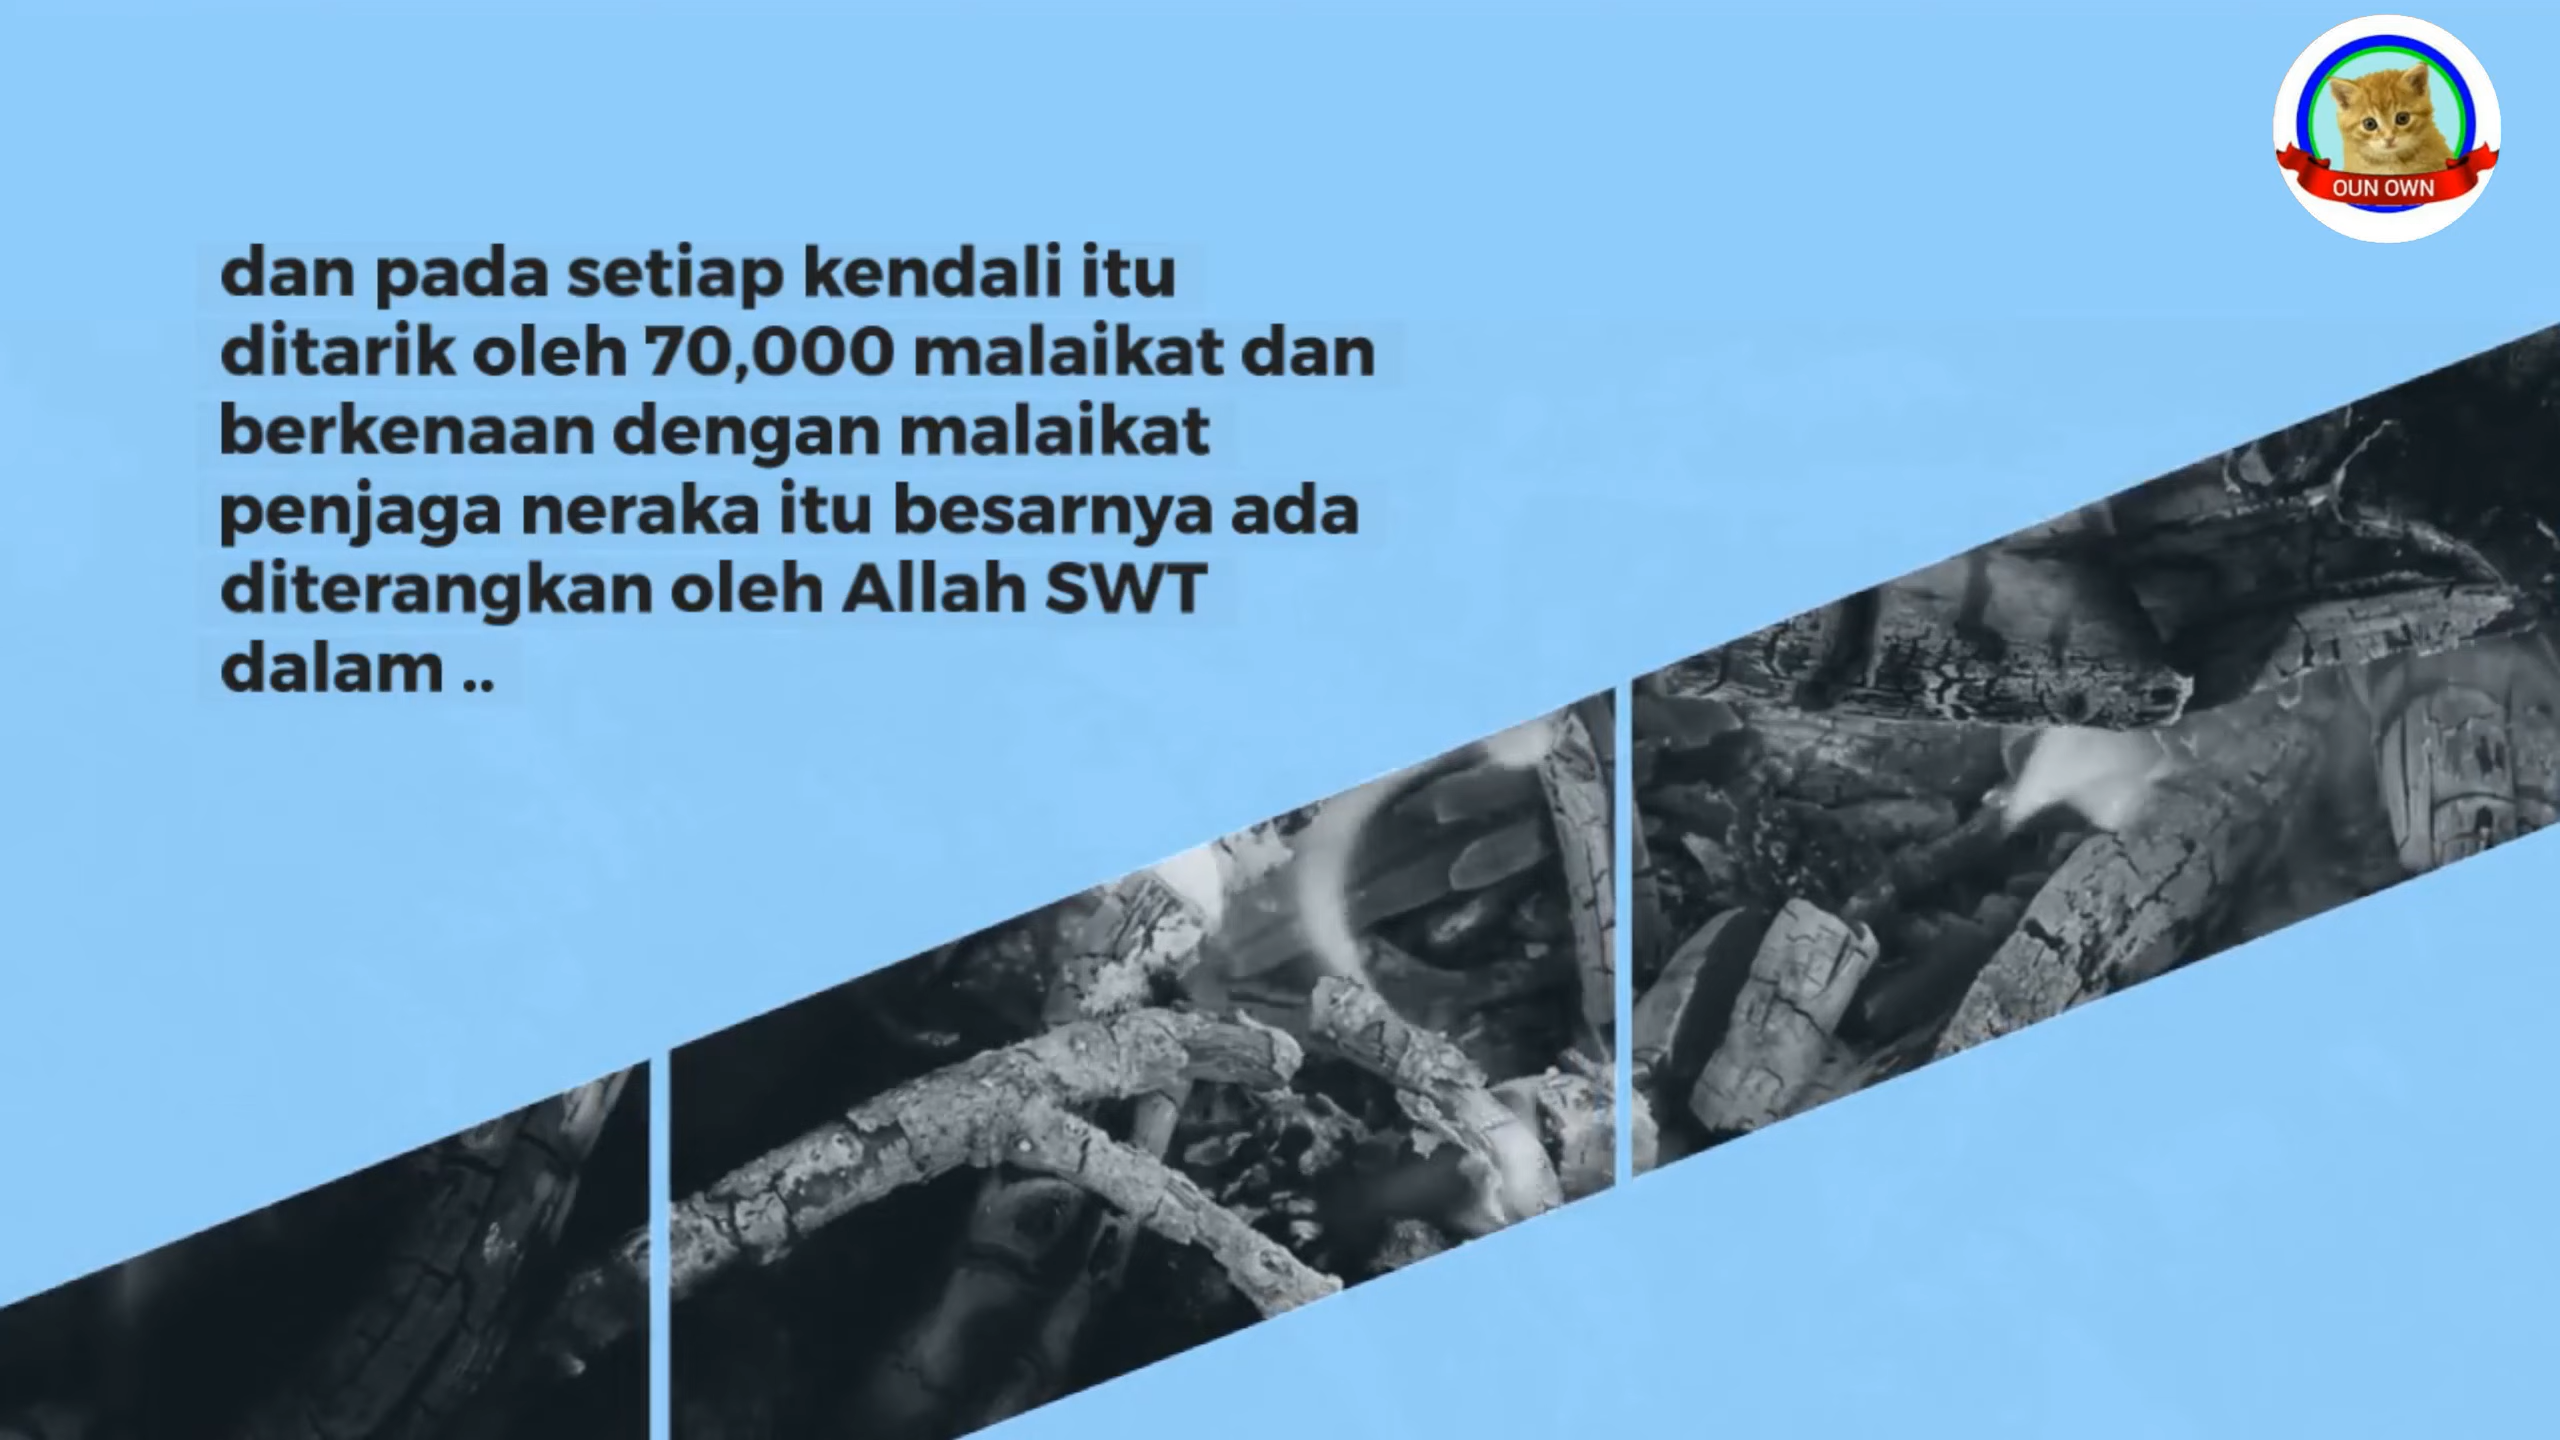 OUN OWN
dan pada setiap kendali itu
ditarik oleh 70,000 malaikat dan
berkenaan dengan malaikat
penjaga neraka itu besarnya ada
diterangkan oleh Allah SWT
dalam ..